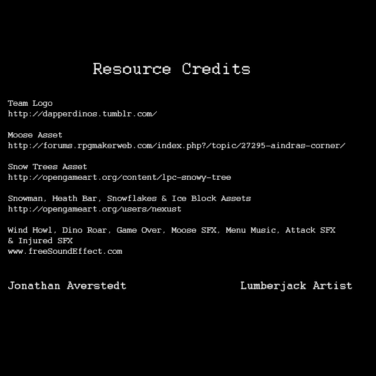 Resource Credits
Team Logo
http://dapperdinos.tumblr.com/
Moose Asset
http://forums.rpgmakerweb.com/index.php?/topic/27295-aindras-corner/
Snow Trees Asset
http://opengameart.org/content/lpc-snowy-tree
Snowman, Heath Bar, Snowflakes & Ice Block Assets
http://opengameart.org/users/nexust
Wind Howl, Dino Roar, Game Over, Moose SFX, Menu Music, Attack SFX
& Injured SFX
www.freeSoundEffect.com
Jonathan Averstedt Lumberjack Artist